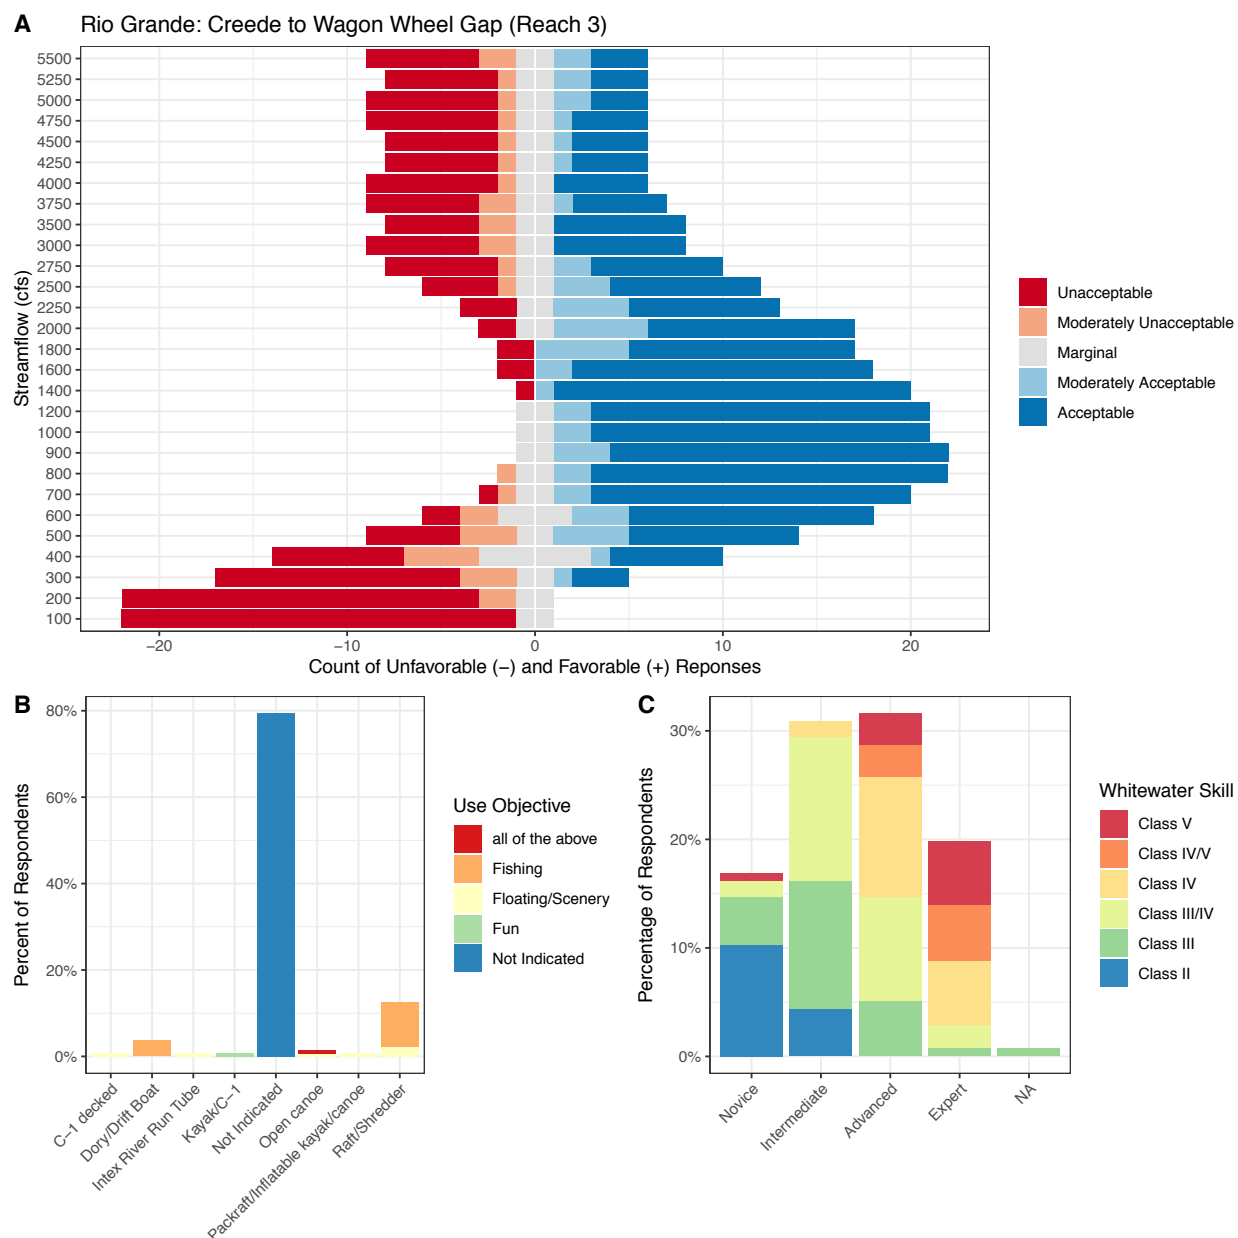 A
Rio Grande: Creede to Wagon Wheel Gap (Reach 3)
Streamflow (cfs)
5500
5250
5000
4750
4500
4250
4000
3750
3500
3000
2750
2500
2250
2000
1800
1600
1400
1200
1000
900
800
700
600
500
400
300
200
100
−20
−10
0
10
20
Count of Unfavorable (−) and Favorable (+) Reponses
Unacceptable
Moderately Unacceptable
Marginal
Moderately Acceptable
Acceptable
B
Percent of Respondents
80%
60%
40%
20%
0%
C−1 decked
Dory/Drift Boat
Intex River Run Tube
Kayak/C−1
Not Indicated
Open canoe
Packraft/Inflatable kayak/canoe
Raft/Shredder
Use Objective
all of the above
Fishing
Floating/Scenery
Fun
Not Indicated
C
Percentage of Respondents
30%
20%
10%
0%
Novice
Intermediate
Advanced
Expert
NA
Whitewater Skill
Class V
Class IV/V
Class IV
Class III/IV
Class III
Class II